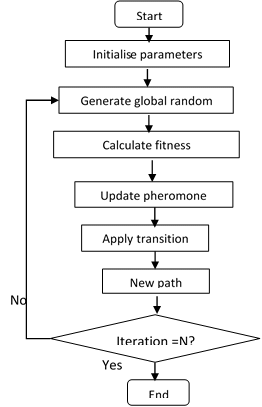 Start
Initialise parameters
Generate global random
Calculate fitness
Update pheromone
Apply transition
New path
No
Iteration =N?
Yes
End